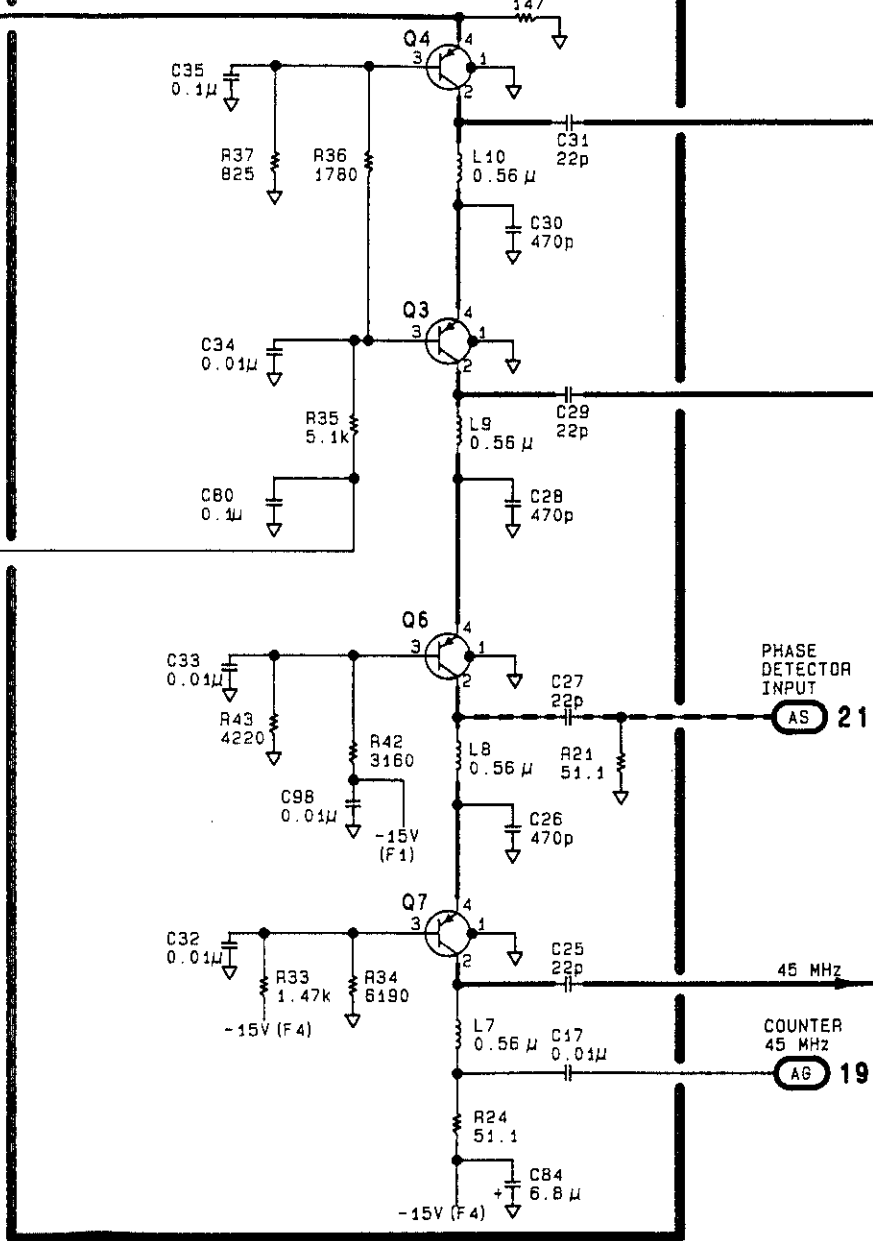 147
Q4
4
3
1
2
C35
0.1µ
R37
825
R36
1780
C31
22p
L10
0.56 µ
C30
470p
Q3
4
3
1
2
C34
0.01µ
C29
22p
R35
5.1k
L9
0.56 µ
C80
0.1µ
C28
470p
Q6
4
3
1
2
C33
0.01µ
C27
22p
PHASE
DETECTOR
INPUT
AS 21
R43
4220
R42
3160
L8
0.56 µ
R21
51.1
C98
0.01µ
-15V
(F1)
C26
470p
Q7
4
3
1
2
C32
0.01µ
C25
22p
45 MHz
R33
1.47k
R34
6190
-15V (F4)
L7
0.56 µ
C17
0.01µ
COUNTER
45 MHz
AG 19
R24
51.1
C84
+ 6.8 µ
-15V (F4)